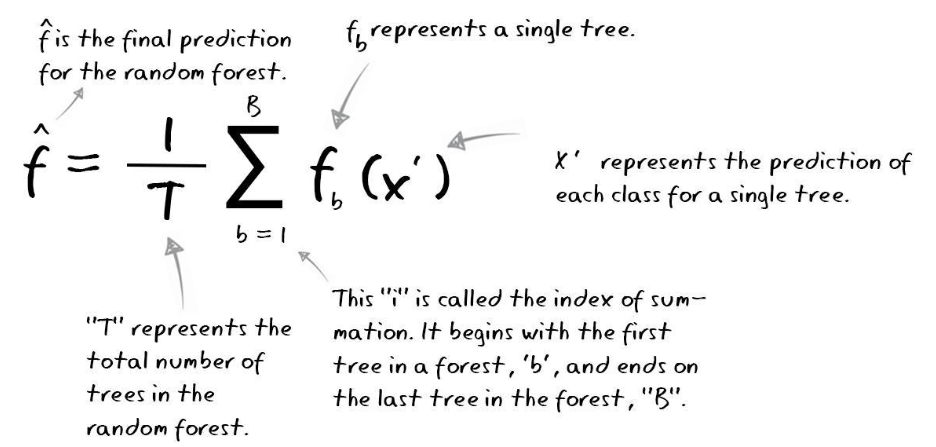 f̂ is the final prediction
for the random forest.
f_b represents a single tree.
f̂ = 1/T ∑_{b=1}^{B} f_b (x′)
x′ represents the prediction of
each class for a single tree.
"T" represents the
total number of
trees in the
random forest.
This "i" is called the index of sum-
mation. It begins with the first
tree in a forest, 'b', and ends on
the last tree in the forest, "B".